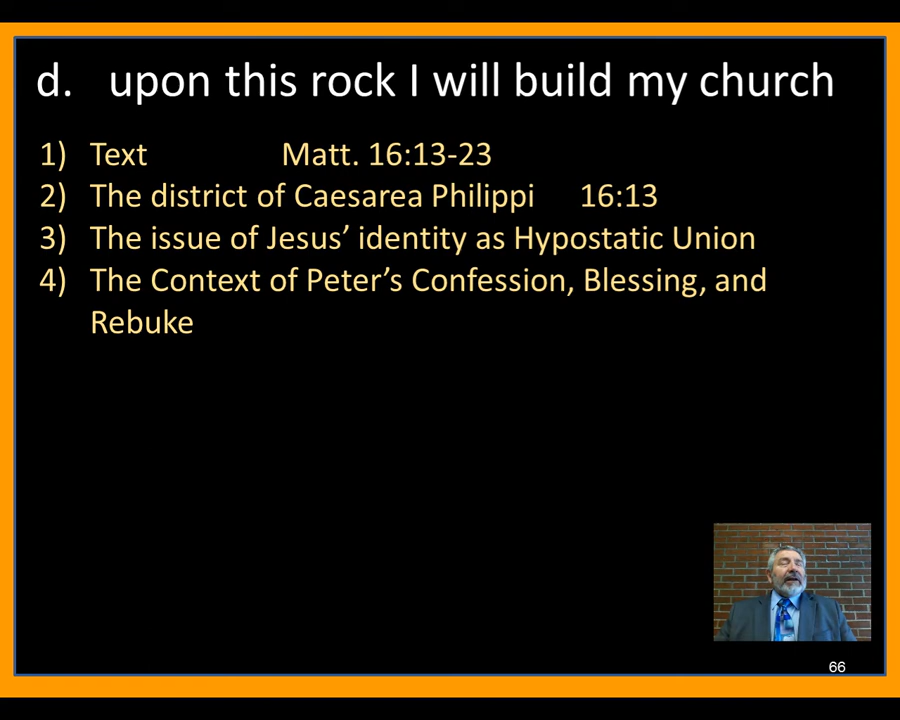 d. upon this rock I will build my church
1) Text Matt. 16:13-23
2) The district of Caesarea Philippi 16:13
3) The issue of Jesus’ identity as Hypostatic Union
4) The Context of Peter’s Confession, Blessing, and
Rebuke
66